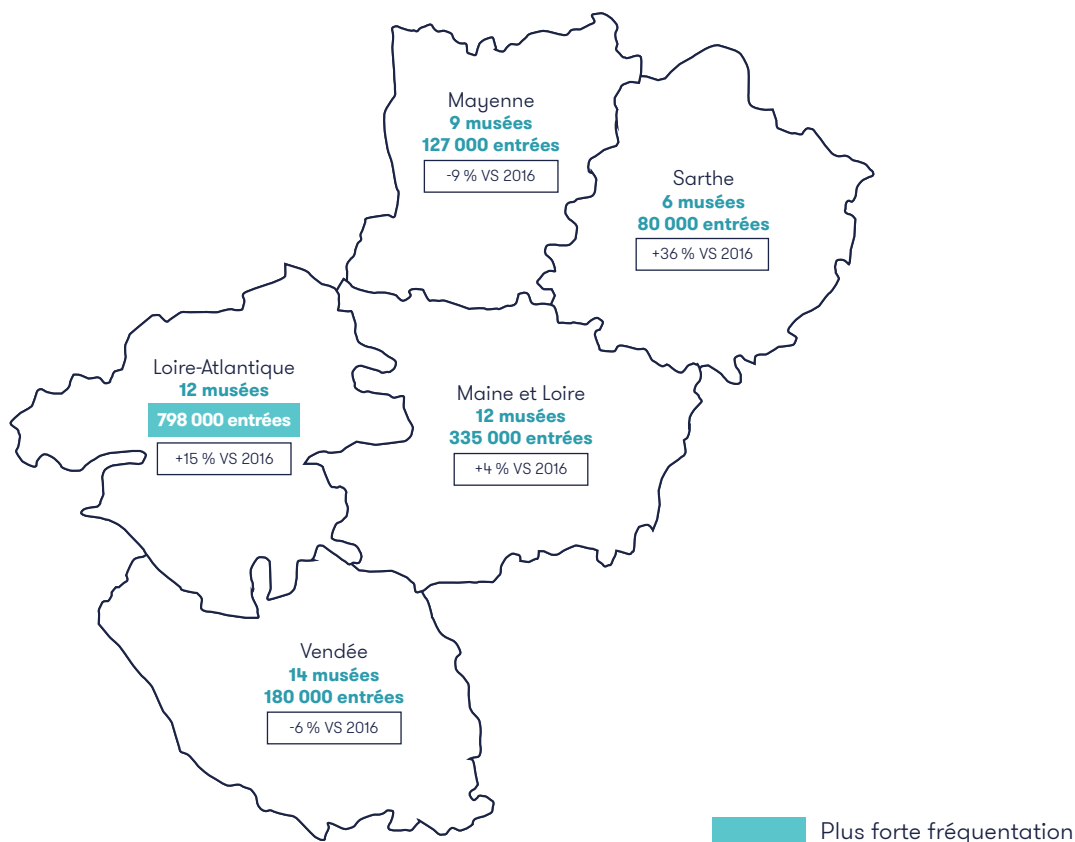 Mayenne
9 musées
127 000 entrées
-9 % VS 2016
Sarthe
6 musées
80 000 entrées
+36 % VS 2016
Loire-Atlantique
12 musées
798 000 entrées
+15 % VS 2016
Maine et Loire
12 musées
335 000 entrées
+4 % VS 2016
Vendée
14 musées
180 000 entrées
-6 % VS 2016
Plus forte fréquentation